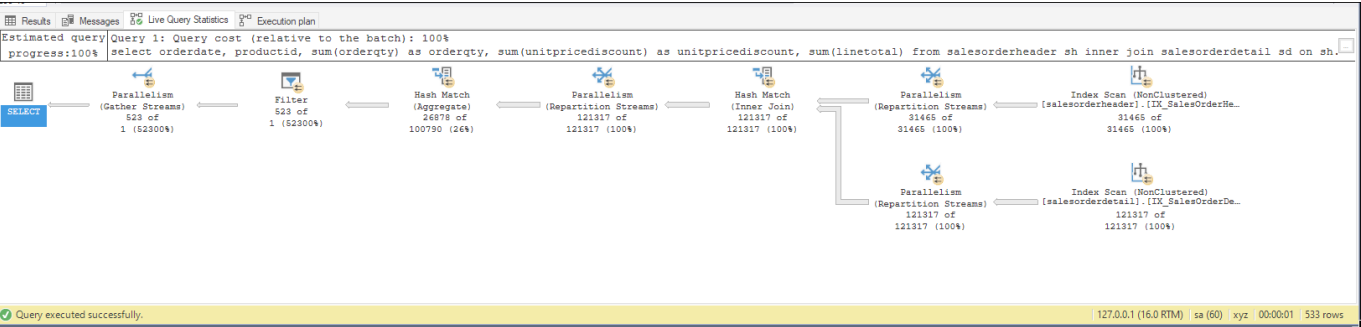 Results Messages Live Query Statistics Execution plan
Estimated query progress:100%
Query 1: Query cost (relative to the batch): 100%
select orderdate, productid, sum(orderqty) as orderqty, sum(unitpricediscount) as unitpricediscount, sum(linetotal) from salesorderheader sh inner join salesorderdetail sd on sh.
...
SELECT
Parallelism
(Gather Streams)
523 of
1 (52300%)
Filter
523 of
1 (52300%)
Hash Match
(Aggregate)
26878 of
100790 (26%)
Parallelism
(Repartition Streams)
121317 of
121317 (100%)
Hash Match
(Inner Join)
121317 of
121317 (100%)
Parallelism
(Repartition Streams)
31465 of
31465 (100%)
Index Scan (NonClustered)
[salesorderheader].[IX_SalesOrderHe…
31465 of
31465 (100%)
Parallelism
(Repartition Streams)
121317 of
121317 (100%)
Index Scan (NonClustered)
[salesorderdetail].[IX_SalesOrderDe…
121317 of
121317 (100%)
Query executed successfully.
127.0.0.1 (16.0 RTM) sa (60) xyz 00:00:01 533 rows